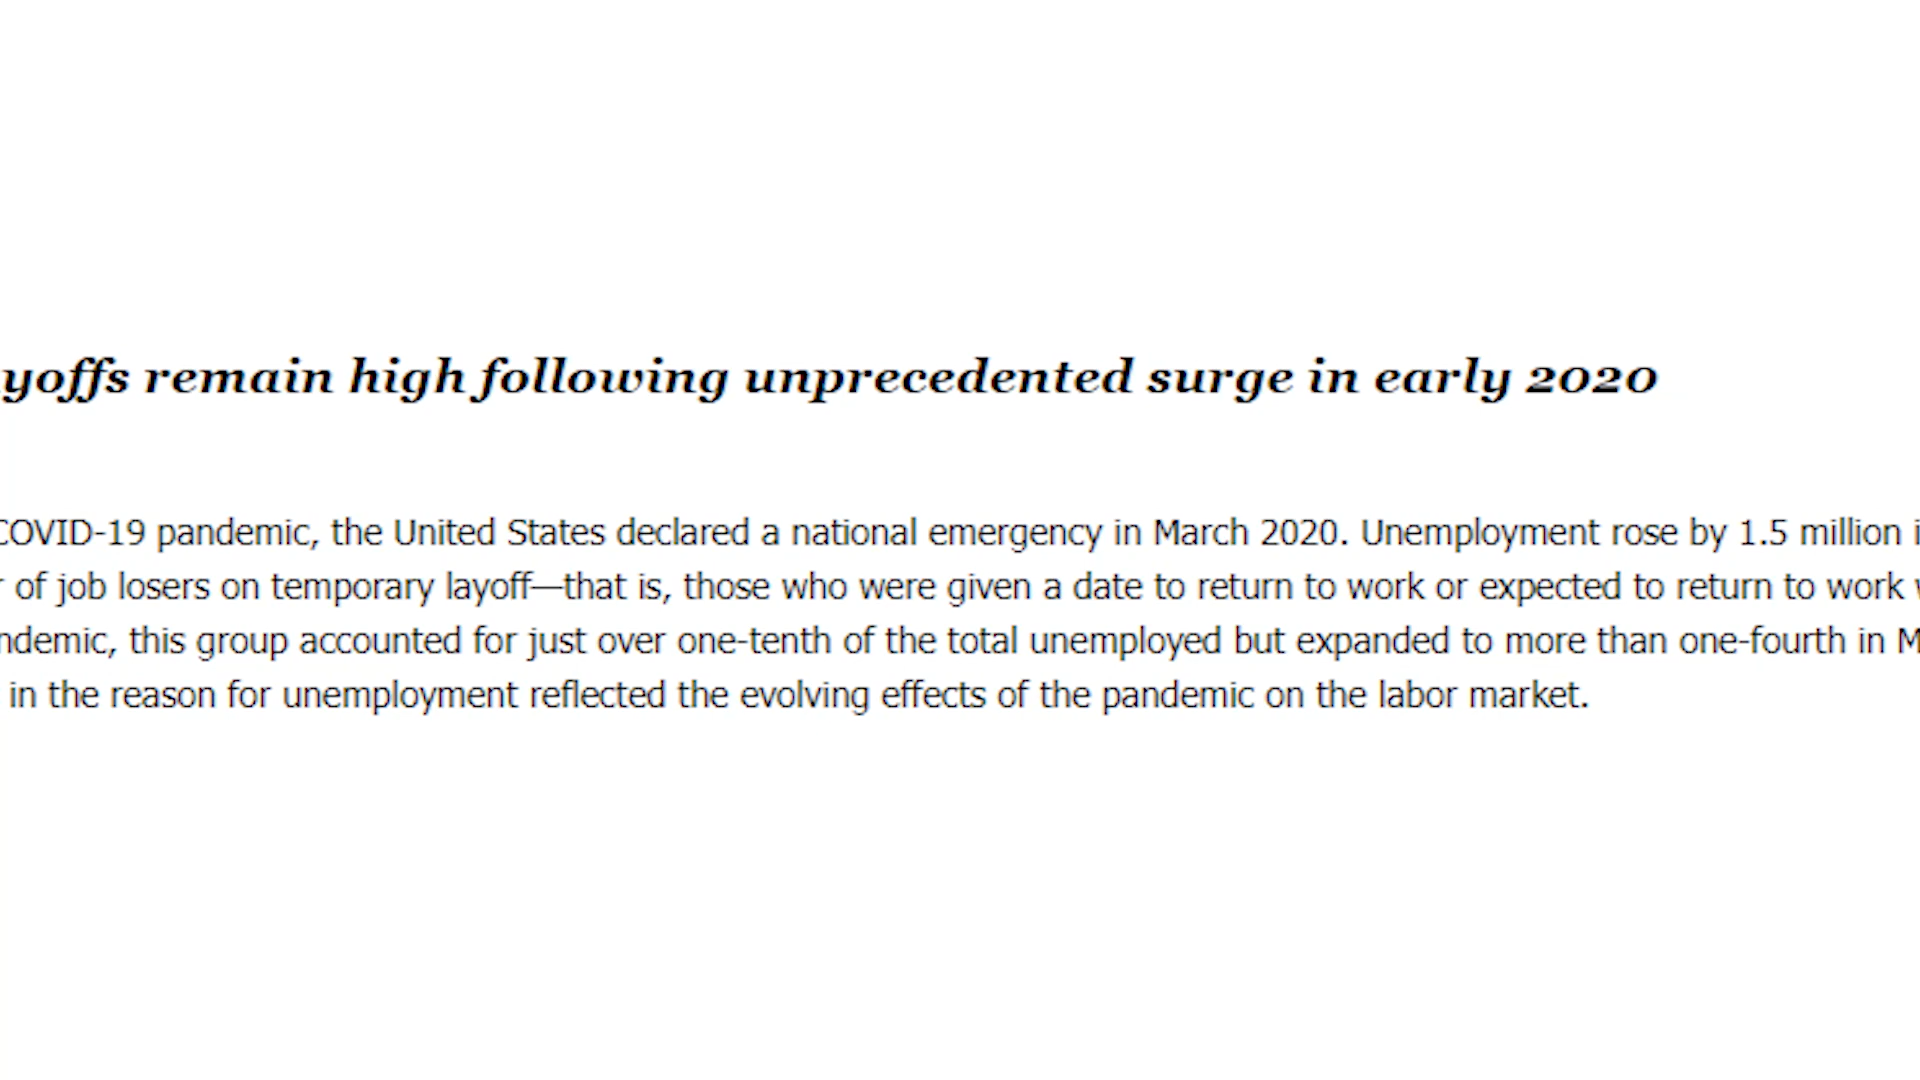 yoffs remain high following unprecedented surge in early 2020
COVID-19 pandemic, the United States declared a national emergency in March 2020. Unemployment rose by 1.5 million
of job losers on temporary layoff—that is, those who were given a date to return to work or expected to return to work
ndemic, this group accounted for just over one-tenth of the total unemployed but expanded to more than one-fourth in M
in the reason for unemployment reflected the evolving effects of the pandemic on the labor market.